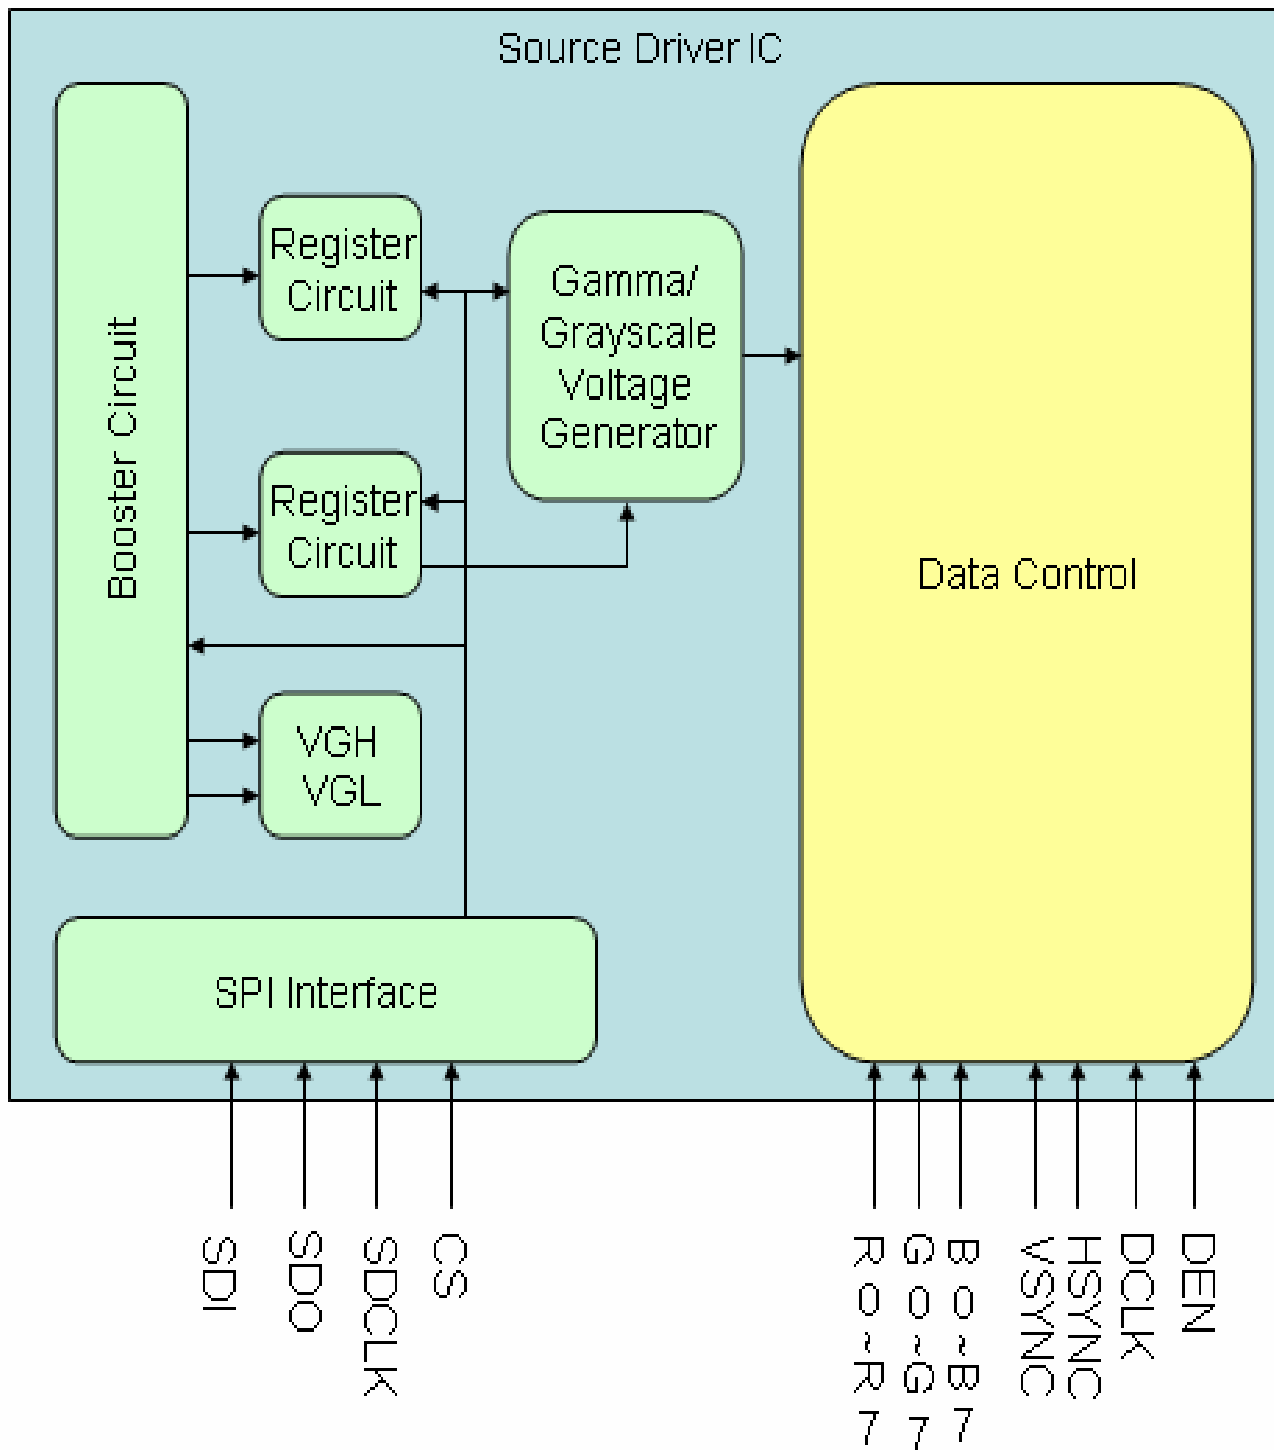 Source Driver IC
Booster Circuit
Register
Circuit
Gamma/
Grayscale
Voltage
Generator
Register
Circuit
Data Control
VGH
VGL
SPI Interface
SDI
SDO
SDCLK
CS
R0~R7
G0~G7
B0~B7
VSYNC
HSYNC
DCLK
DEN